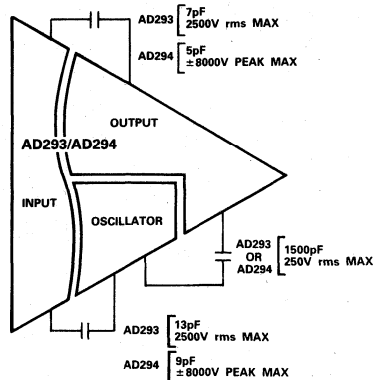 AD293 7pF
2500V rms MAX
AD294 5pF
±8000V PEAK MAX
OUTPUT
AD293/AD294
INPUT
OSCILLATOR
AD293
OR
AD294
1500pF
250V rms MAX
AD293 13pF
2500V rms MAX
AD294 9pF
±8000V PEAK MAX